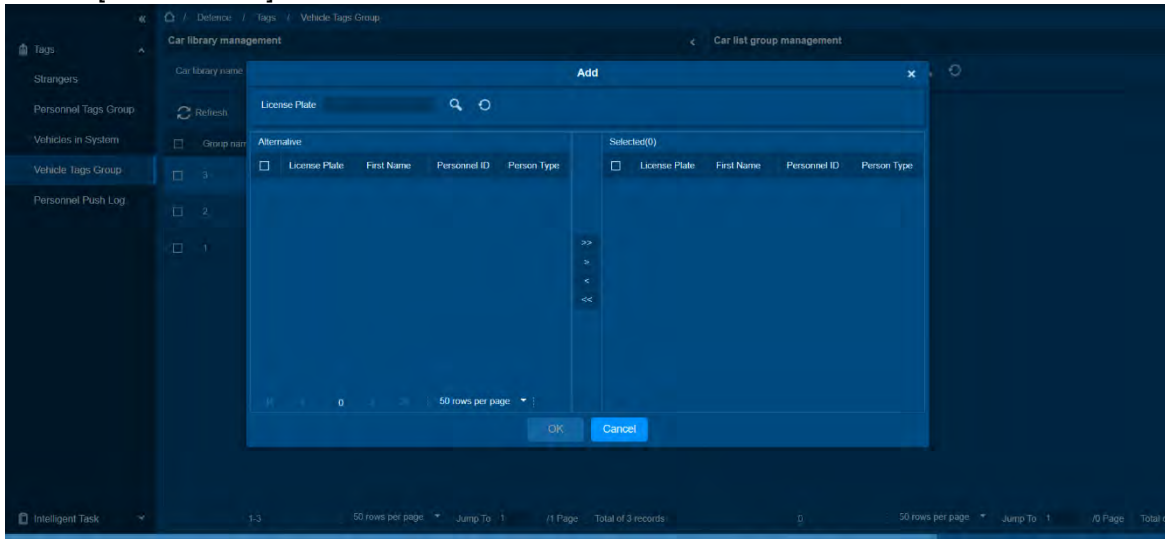 « / Defence / Tags / Vehicle Tags Group
Tags
Strangers
Personnel Tags Group
Vehicles in System
Vehicle Tags Group
Personnel Push Log
Intelligent Task
Car library management < Car list group management
Car library name
Refresh
Group nam
3
2
1
Add ×
License Plate
Alternative
License Plate First Name Personnel ID Person Type
0 50 rows per page
>>
>
<
<<
Selected(0)
License Plate First Name Personnel ID Person Type
OK Cancel
1-3 50 rows per page Jump To 1 /1 Page Total of 3 records
0 50 rows per page Jump To 1 /0 Page Total